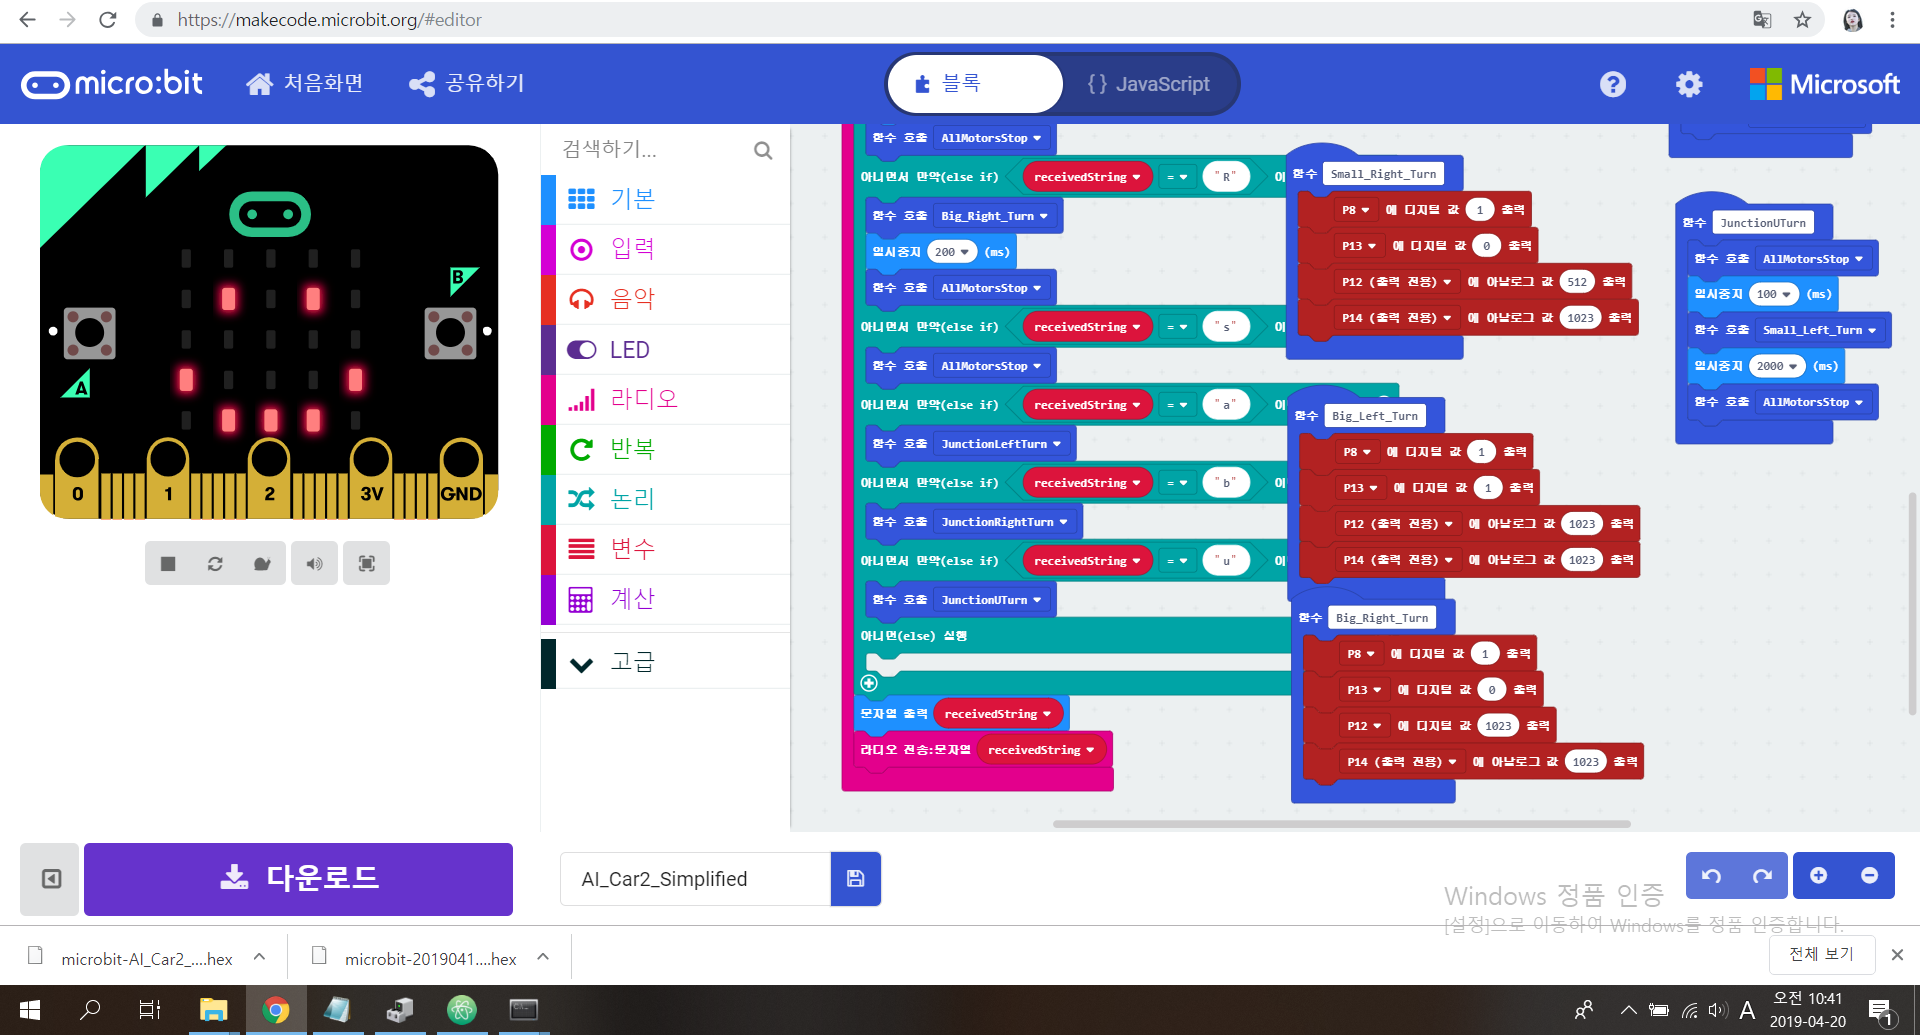 https://makecode.microbit.org/#editor
micro:bit
처음화면
공유하기
블록
{ } JavaScript
Microsoft
B
A
0
1
2
3V
GND
검색하기...
기본
입력
음악
LED
라디오
반복
논리
변수
계산
고급
함수 호출 AllMotorsStop
아니면서 만약(else if) receivedString = "R" 이
함수 호출 Big_Right_Turn
일시중지 200 (ms)
함수 호출 AllMotorsStop
아니면서 만약(else if) receivedString = "s" 이
함수 호출 AllMotorsStop
아니면서 만약(else if) receivedString = "a" 이
함수 호출 JunctionLeftTurn
아니면서 만약(else if) receivedString = "b" 이
함수 호출 JunctionRightTurn
아니면서 만약(else if) receivedString = "u" 이
함수 호출 JunctionUTurn
아니면(else) 실행
문자열 출력 receivedString
라디오 전송:문자열 receivedString
함수 Small_Right_Turn
P8 에 디지털 값 1 출력
P13 에 디지털 값 0 출력
P12 (출력 전용) 에 아날로그 값 512 출력
P14 (출력 전용) 에 아날로그 값 1023 출력
함수 Big_Left_Turn
P8 에 디지털 값 1 출력
P13 에 디지털 값 1 출력
P12 (출력 전용) 에 아날로그 값 1023 출력
P14 (출력 전용) 에 아날로그 값 1023 출력
함수 Big_Right_Turn
P8 에 디지털 값 1 출력
P13 에 디지털 값 0 출력
P12 에 디지털 값 1023 출력
P14 (출력 전용) 에 아날로그 값 1023 출력
함수 JunctionUTurn
함수 호출 AllMotorsStop
일시중지 100 (ms)
함수 호출 Small_Left_Turn
일시중지 2000 (ms)
함수 호출 AllMotorsStop
다운로드
AI_Car2_Simplified
Windows 정품 인증
[설정]으로 이동하여 Windows를 정품 인증합니다.
microbit-AI_Car2_....hex
microbit-2019041....hex
전체 보기
A
오전 10:41
2019-04-20
1